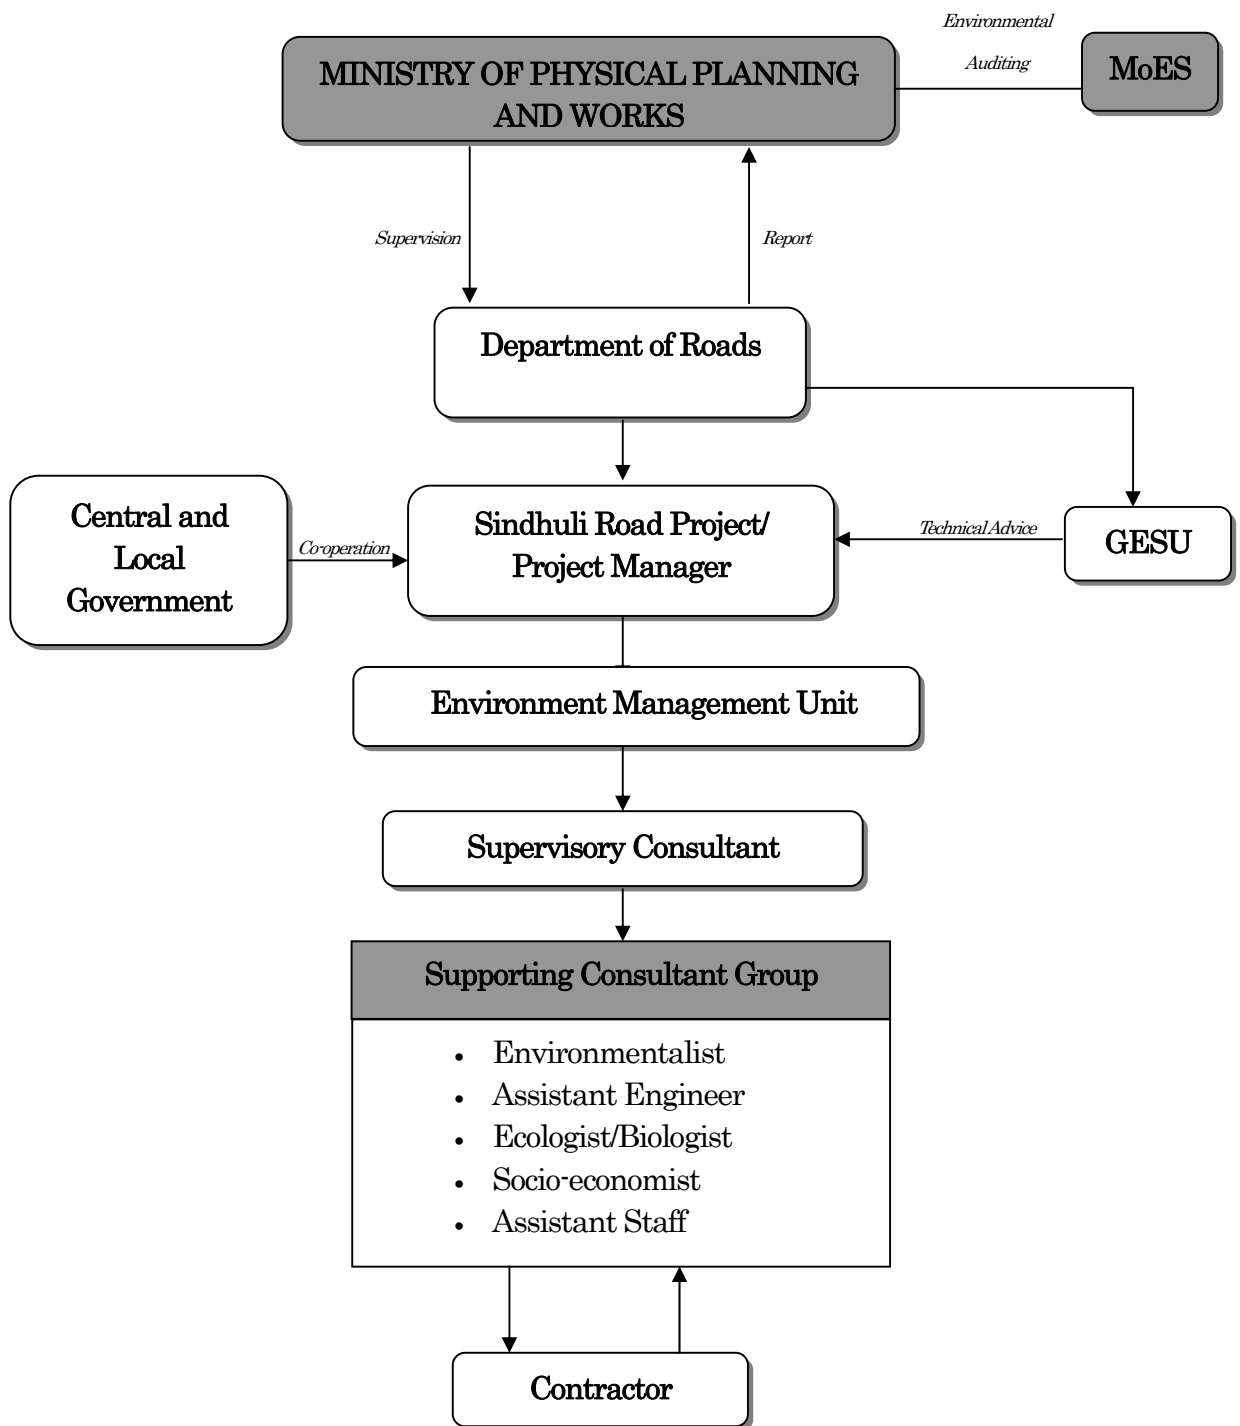 Environmental
Auditing
MINISTRY OF PHYSICAL PLANNING
AND WORKS
MoES
Supervision
Report
Department of Roads
Central and
Local
Government
Co-operation
Sindhuli Road Project/
Project Manager
Technical Advice
GESU
Environment Management Unit
Supervisory Consultant
Supporting Consultant Group
• Environmentalist
• Assistant Engineer
• Ecologist/Biologist
• Socio-economist
• Assistant Staff
Contractor